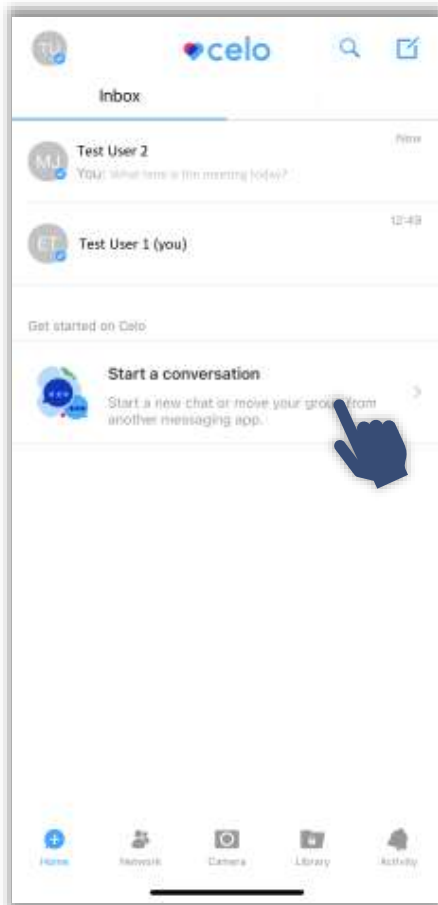 TU
celo
Inbox
MJ
Test User 2
Now
You: What time is the meeting today?
ET
Test User 1 (you)
12:49
Get started on Celo
Start a conversation
Start a new chat or move your group from
another messaging app.
Home
Network
Camera
Library
Activity